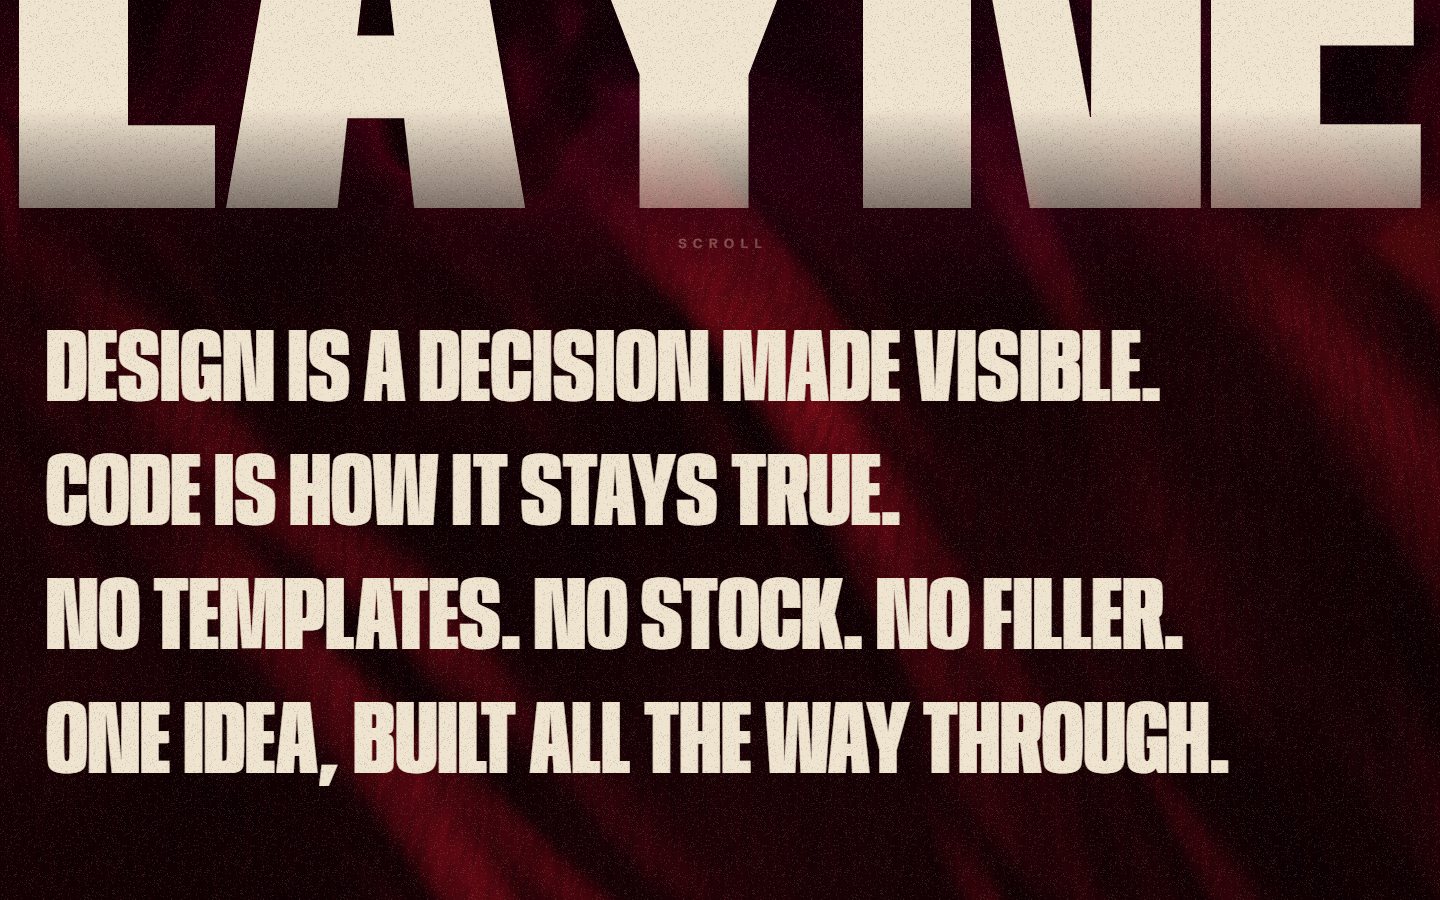 LAYNE
SCROLL
DESIGN IS A DECISION MADE VISIBLE.
CODE IS HOW IT STAYS TRUE.
NO TEMPLATES. NO STOCK. NO FILLER.
ONE IDEA, BUILT ALL THE WAY THROUGH.